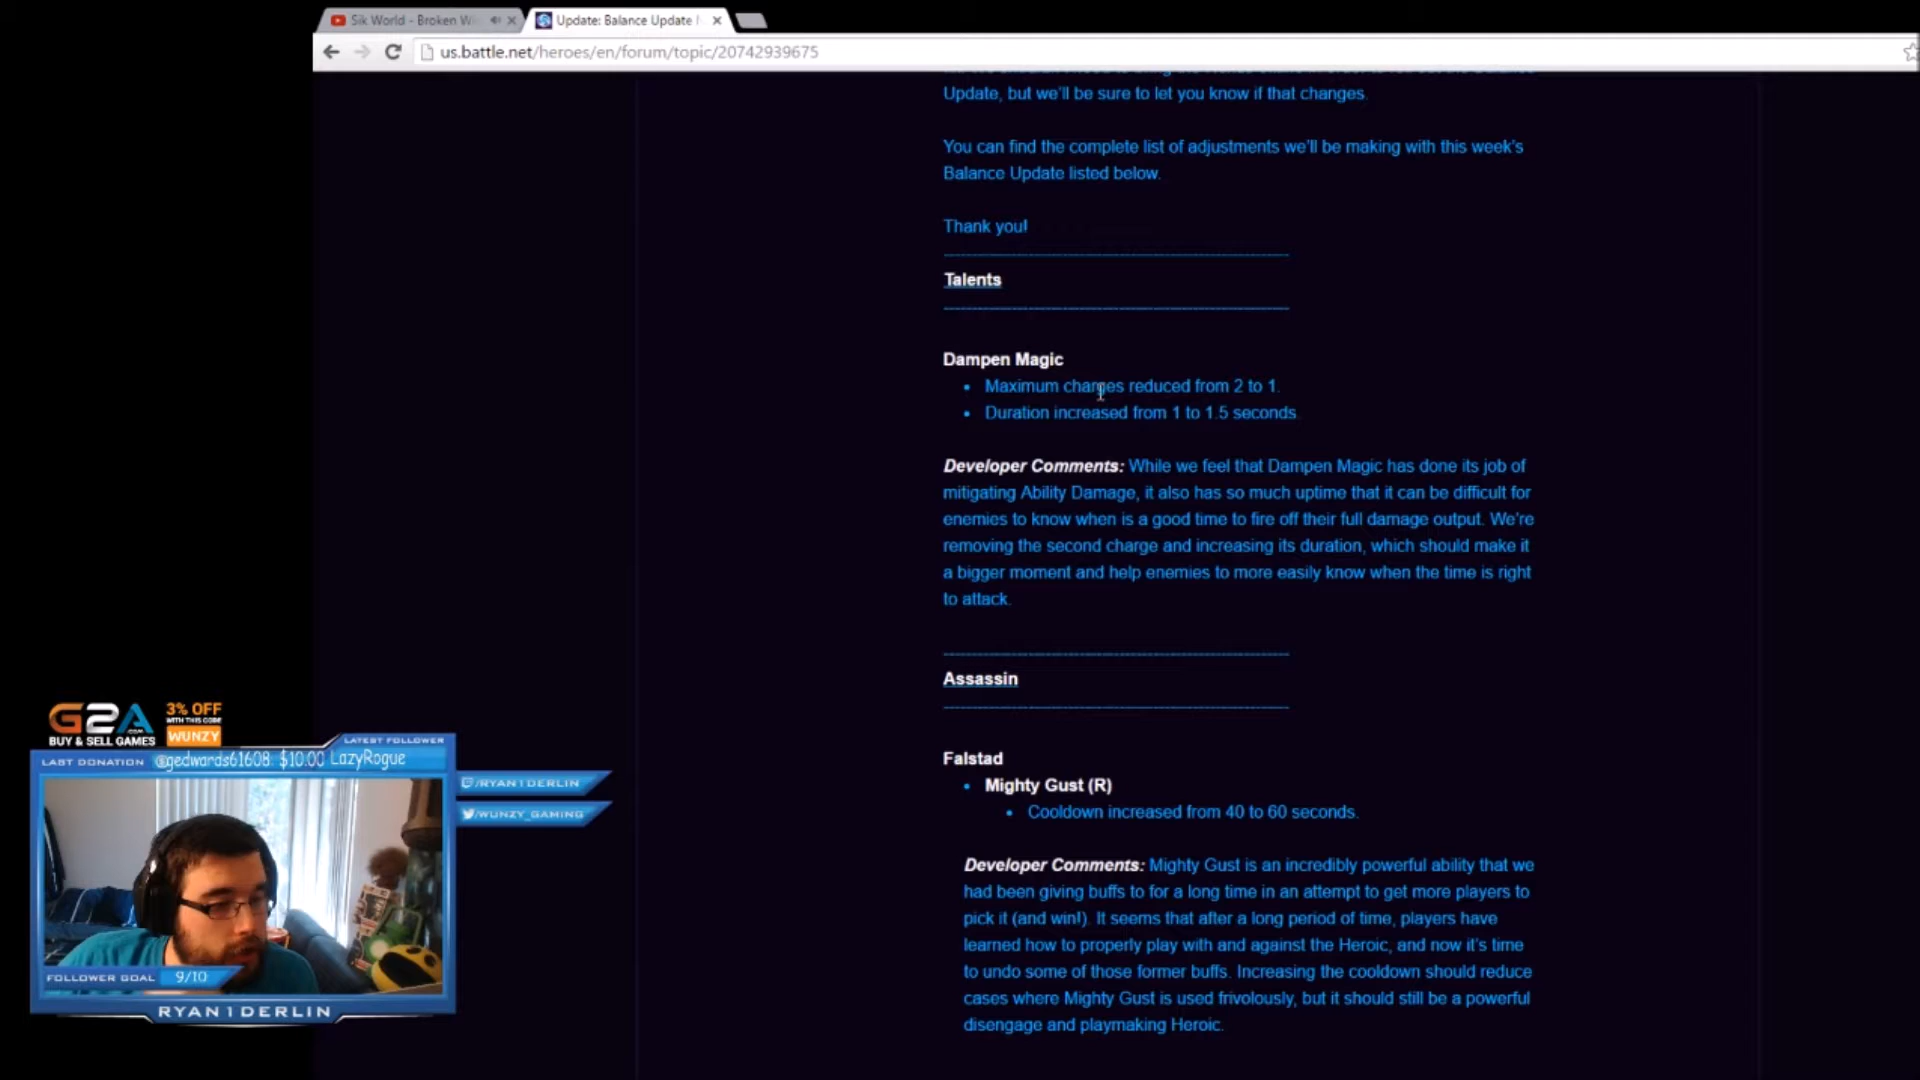 Sik World - Broken Wi
Update: Balance Update
us.battle.net/heroes/en/forum/topic/20742939675
Update, but we'll be sure to let you know if that changes.
You can find the complete list of adjustments we'll be making with this week's
Balance Update listed below.
Thank you!
Talents
Dampen Magic
• Maximum charges reduced from 2 to 1.
• Duration increased from 1 to 1.5 seconds.
Developer Comments: While we feel that Dampen Magic has done its job of
mitigating Ability Damage, it also has so much uptime that it can be difficult for
enemies to know when is a good time to fire off their full damage output. We're
removing the second charge and increasing its duration, which should make it
a bigger moment and help enemies to more easily know when the time is right
to attack.
Assassin
Falstad
• Mighty Gust (R)
• Cooldown increased from 40 to 60 seconds.
Developer Comments: Mighty Gust is an incredibly powerful ability that we
had been giving buffs to for a long time in an attempt to get more players to
pick it (and win!). It seems that after a long period of time, players have
learned how to properly play with and against the Heroic, and now it's time
to undo some of those former buffs. Increasing the cooldown should reduce
cases where Mighty Gust is used frivolously, but it should still be a powerful
disengage and playmaking Heroic.
G2A.COM
BUY & SELL GAMES
3% OFF
WITH THIS CODE
WUNZY
LATEST FOLLOWER
LAST DONATION @gedwards61608: $10.00 LazyRogue
/RYAN1DERLIN
/WUNZY_GAMING
FOLLOWER GOAL 9/10
RYAN1DERLIN